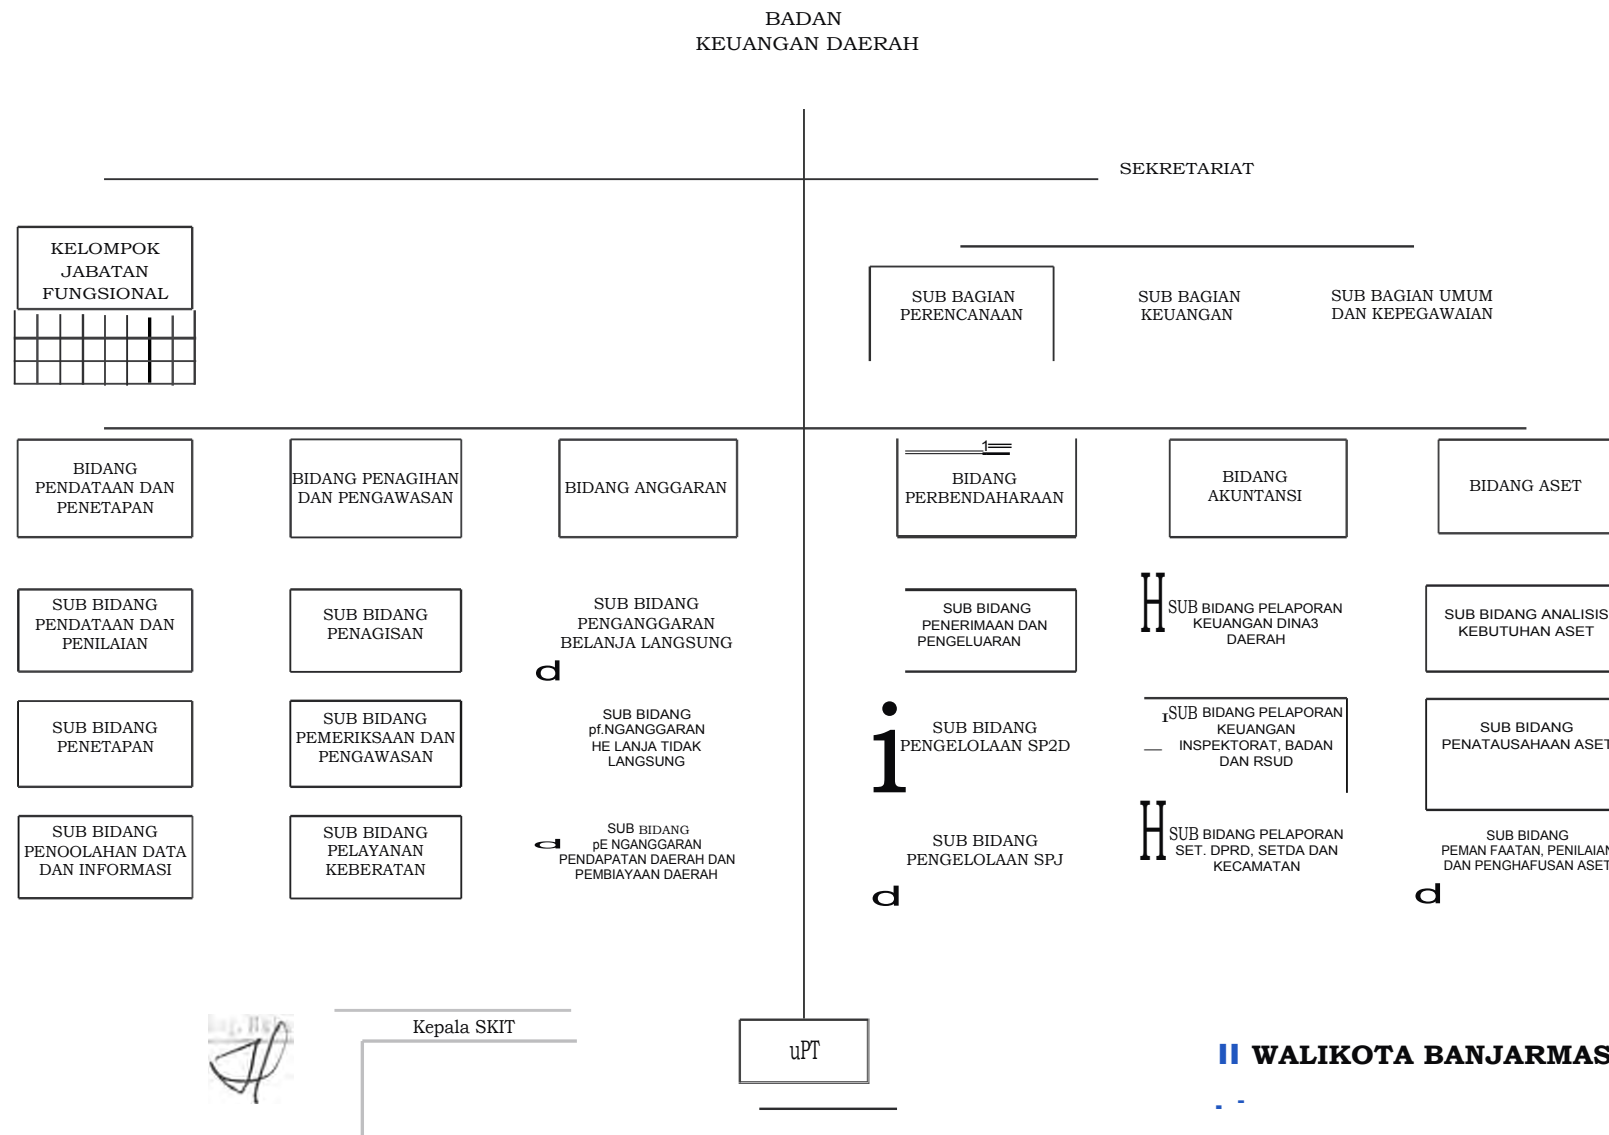 BADAN
KEUANGAN DAERAH
SEKRETARIAT
KELOMPOK
JABATAN
FUNGSIONAL
SUB BAGIAN
PERENCANAAN
SUB BAGIAN
KEUANGAN
SUB BAGIAN UMUM
DAN KEPEGAWAIAN
BIDANG
PENDATAAN DAN
PENETAPAN
BIDANG PENAGIHAN
DAN PENGAWASAN
BIDANG ANGGARAN
1
BIDANG
PERBENDAHARAAN
BIDANG
AKUNTANSI
BIDANG ASET
SUB BIDANG
PENDATAAN DAN
PENILAIAN
SUB BIDANG
PENAGISAN
SUB BIDANG
PENGANGGARAN
BELANJA LANGSUNG
d
SUB BIDANG
PENERIMAAN DAN
PENGELUARAN
H SUB BIDANG PELAPORAN
KEUANGAN DINA3
DAERAH
SUB BIDANG ANALISIS
KEBUTUHAN ASET
SUB BIDANG
PENETAPAN
SUB BIDANG
PEMERIKSAAN DAN
PENGAWASAN
SUB BIDANG
pf.NGANGGARAN
HE LANJA TIDAK
LANGSUNG
i SUB BIDANG
PENGELOLAAN SP2D
ISUB BIDANG PELAPORAN
KEUANGAN
INSPEKTORAT, BADAN
DAN RSUD
SUB BIDANG
PENATAUSAHAAN ASET
SUB BIDANG
PENOOLAHAN DATA
DAN INFORMASI
SUB BIDANG
PELAYANAN
KEBERATAN
d SUB BIDANG
pE NGANGGARAN
PENDAPATAN DAERAH DAN
PEMBIAYAAN DAERAH
SUB BIDANG
PENGELOLAAN SPJ
d
H SUB BIDANG PELAPORAN
SET. DPRD, SETDA DAN
KECAMATAN
SUB BIDANG
PEMAN FAATAN, PENILAIAN
DAN PENGHAFUSAN ASET
d
Kepala SKIT
uPT
II WALIKOTA BANJARMAS